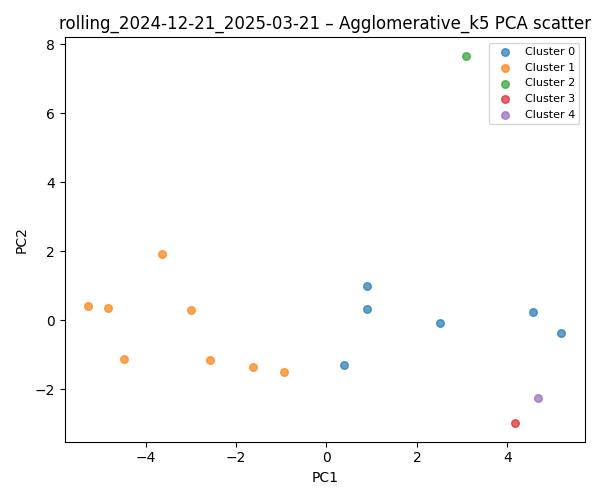 rolling_2024-12-21_2025-03-21 – Agglomerative_k5 PCA scatter
Cluster 0
Cluster 1
Cluster 2
Cluster 3
Cluster 4
PC2
8
6
4
2
0
−2
−4
−2
0
2
4
PC1